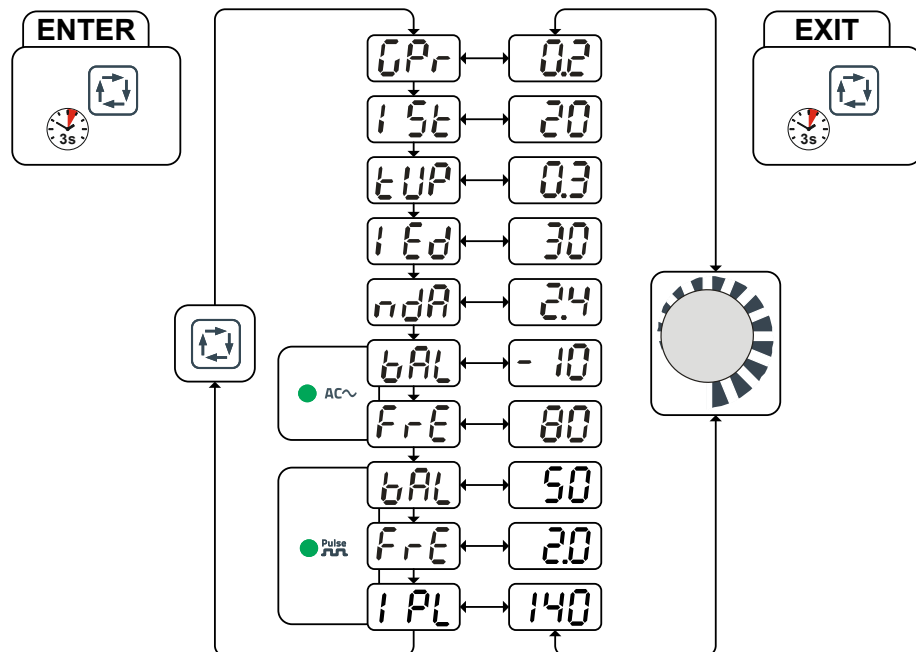 ENTER
EXIT
3s
3s
GPr 0.2
ISt 20
tUP 0.3
IEd 30
ndA 2.4
AC
bAL -10
FrE 80
Pulse
bAL 50
FrE 2.0
IPL 140